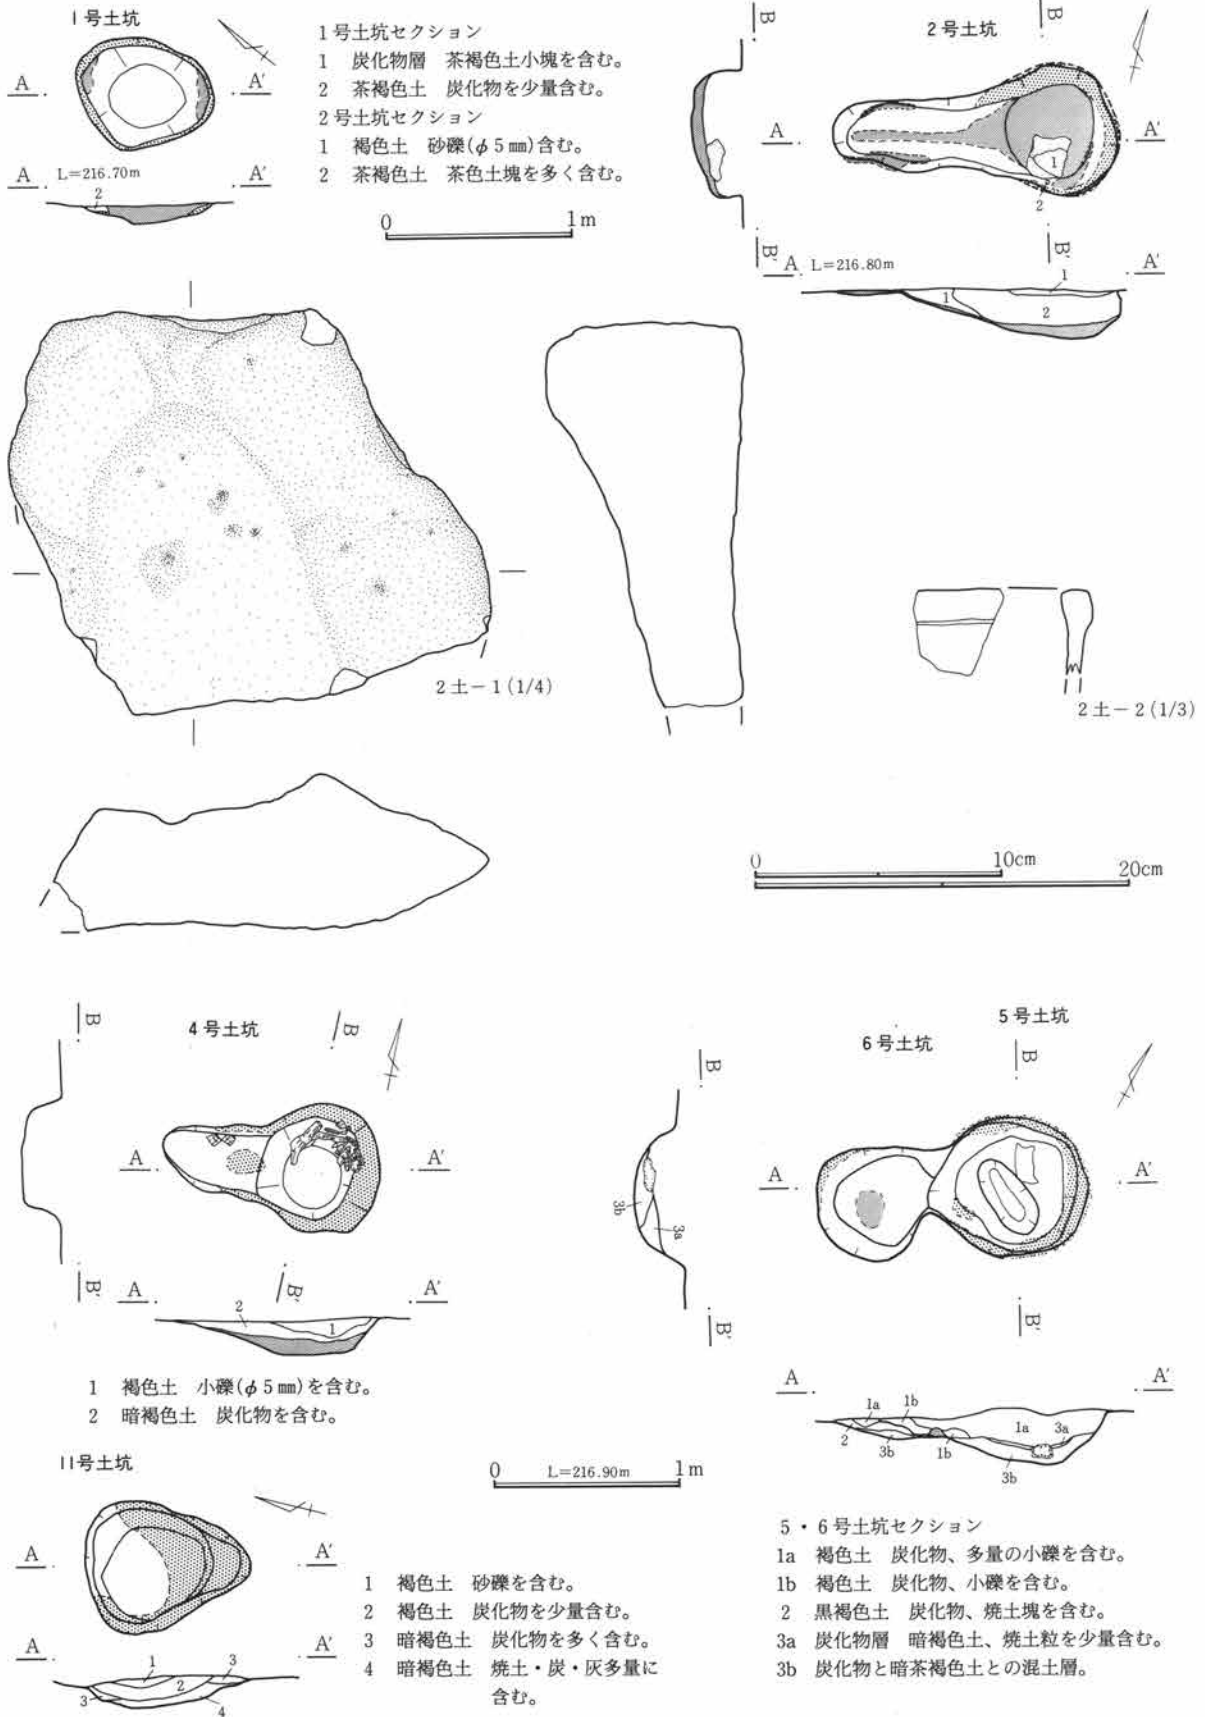 1号土坑
A A'
A L=216.70m A'
2
1号土坑セクション
1 炭化物層 茶褐色土小塊を含む。
2 茶褐色土 炭化物を少量含む。
2号土坑セクション
1 褐色土 砂礫(φ5㎜)含む。
2 茶褐色土 茶色土塊を多く含む。
0 1m
2号土坑
B B
A A'
1
2
B' B'
A L=216.80m A'
1
1 2
2土－1(1/4)
2土－2(1/3)
0 10cm
20cm
4号土坑
B B
A A'
B' B'
A A'
2 1
1 褐色土 小礫(φ5㎜)を含む。
2 暗褐色土 炭化物を含む。
5号土坑
6号土坑
B B
A A'
3b 3a
B' B'
A A'
1a 1b 1a 3a
2 3b 1b 3b
5・6号土坑セクション
1a 褐色土 炭化物、多量の小礫を含む。
1b 褐色土 炭化物、小礫を含む。
2 黒褐色土 炭化物、焼土塊を含む。
3a 炭化物層 暗褐色土、焼土粒を少量含む。
3b 炭化物と暗茶褐色土との混土層。
11号土坑
0 L=216.90m 1m
A A'
A A'
1 2 3
3 4
1 褐色土 砂礫を含む。
2 褐色土 炭化物を少量含む。
3 暗褐色土 炭化物を多く含む。
4 暗褐色土 焼土・炭・灰多量に
含む。